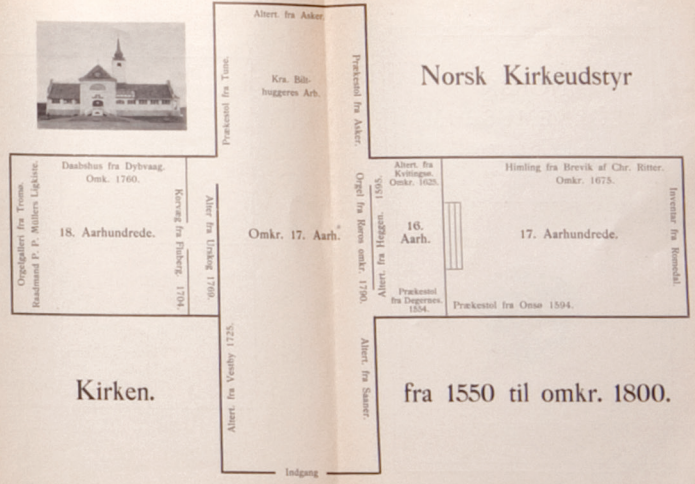 Altert. fra Asker.
Norsk Kirkeudstyr
Prækestol fra Tune.
Kra. Bilt-
huggeres Arb.
Prækestol fra Asker.
Daabshus fra Dybvaag.
Omk. 1760.
Orgelgalleri fra Tromsø.
Raadmand P. P. Müllers Ligkiste.
18. Aarhundrede.
Korvæg fra Flesberg. 1704.
Alter fra Urskog 1769.
Omkr. 17. Aarh.
Orgel fra Røros omkr. 1790.
Altert. fra Heggen. 1595.
Altert. fra
Kvitingsø.
Omkr. 1625.
16.
Aarh.
Prækestol
fra Degernes.
1554.
Himling fra Brevik af Chr. Ritter.
Omkr. 1675.
17. Aarhundrede.
Inventar fra Romedal.
Prækestol fra Onsø 1594.
Altert. fra Vestby 1725.
Altert. fra Saaner.
Kirken.
fra 1550 til omkr. 1800.
Indgang